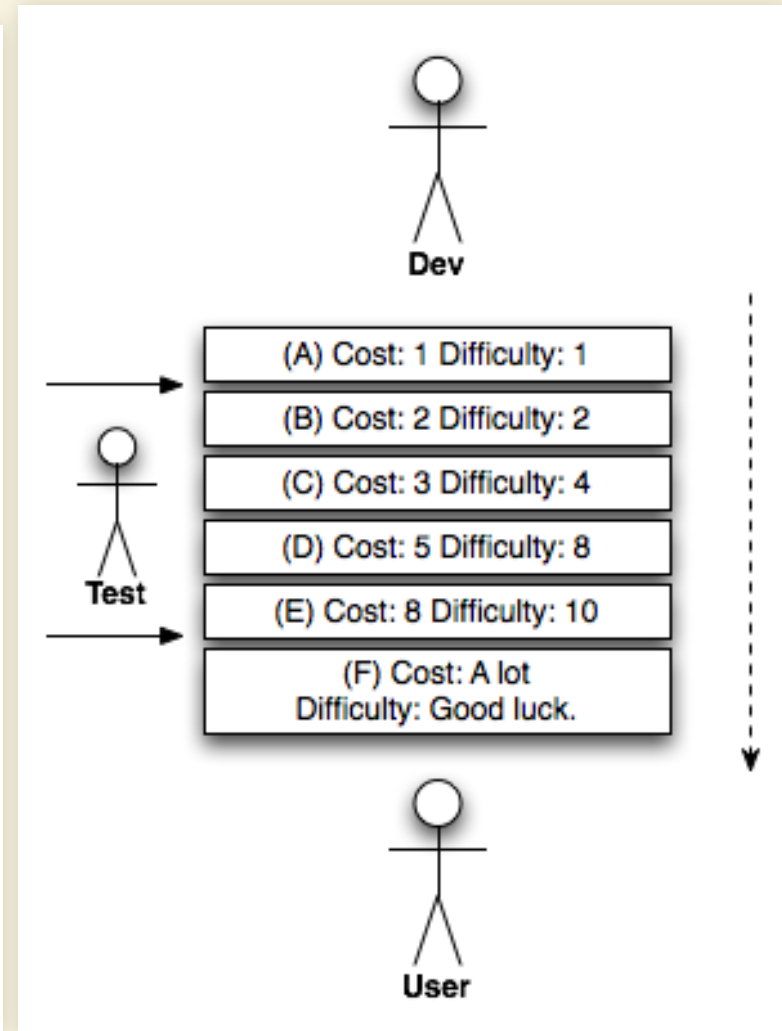 Dev
(A) Cost: 1 Difficulty: 1
(B) Cost: 2 Difficulty: 2
(C) Cost: 3 Difficulty: 4
(D) Cost: 5 Difficulty: 8
Test
(E) Cost: 8 Difficulty: 10
(F) Cost: A lot
Difficulty: Good luck.
User